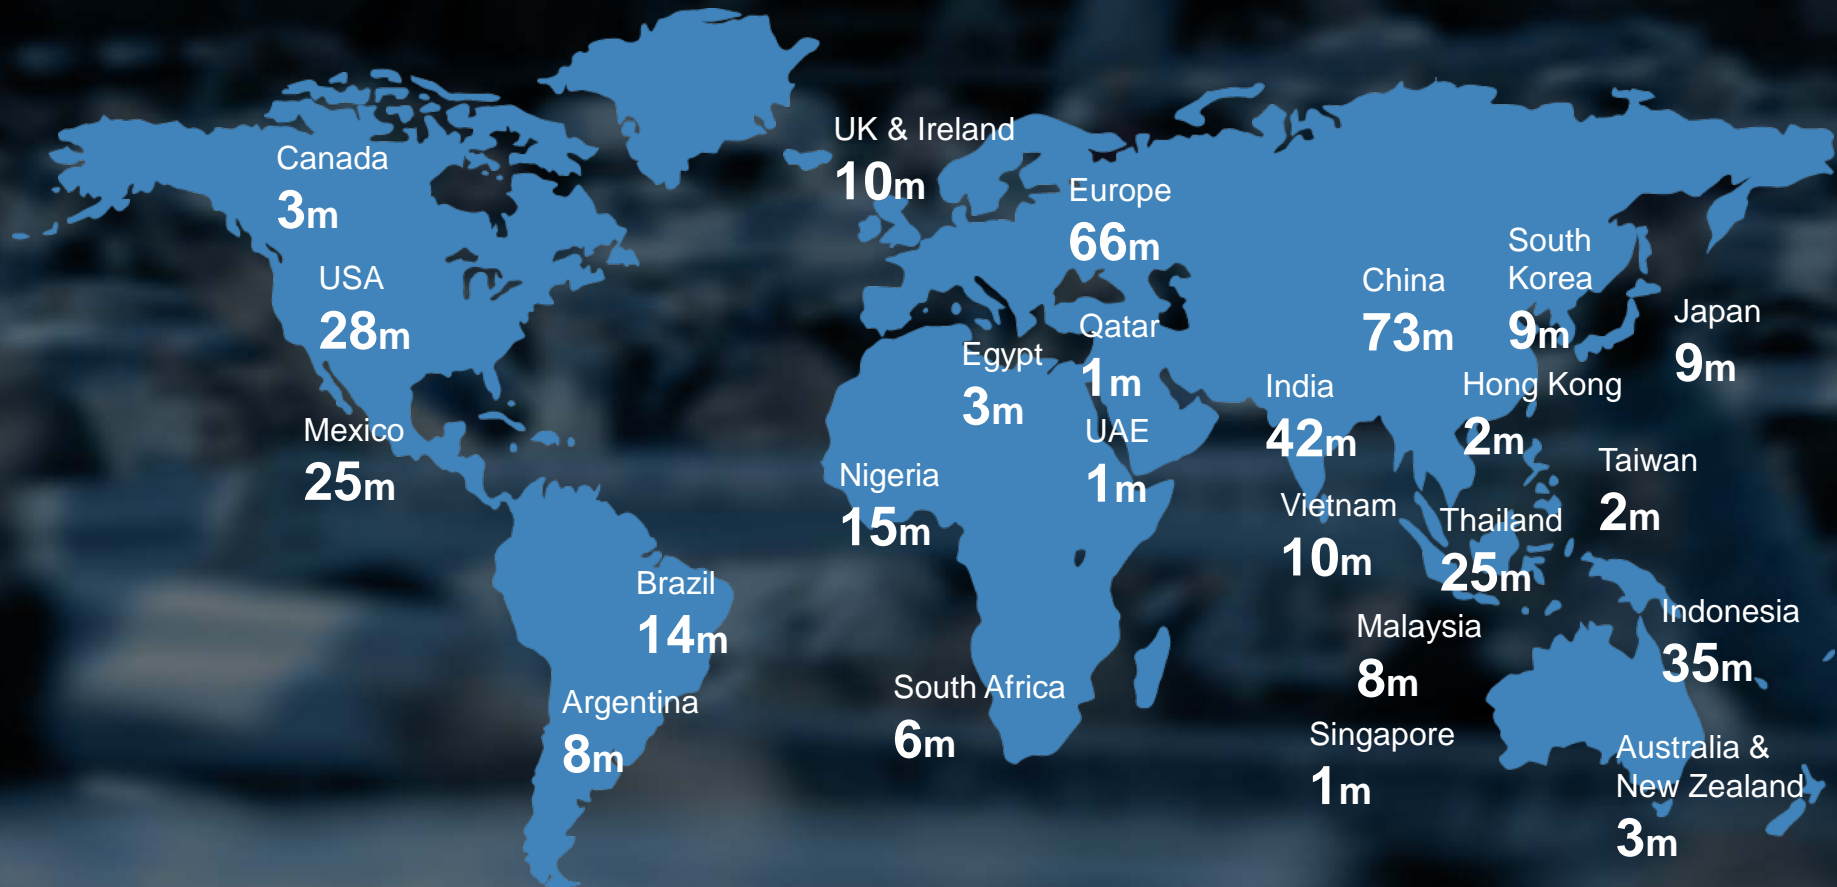 Canada
3m
USA
28m
Mexico
25m
Brazil
14m
Argentina
8m
UK & Ireland
10m
Europe
66m
Egypt
3m
Qatar
1m
UAE
1m
Nigeria
15m
South Africa
6m
China
73m
South
Korea
9m
Japan
9m
India
42m
Hong Kong
2m
Taiwan
2m
Vietnam
10m
Thailand
25m
Malaysia
8m
Indonesia
35m
Singapore
1m
Australia &
New Zealand
3m